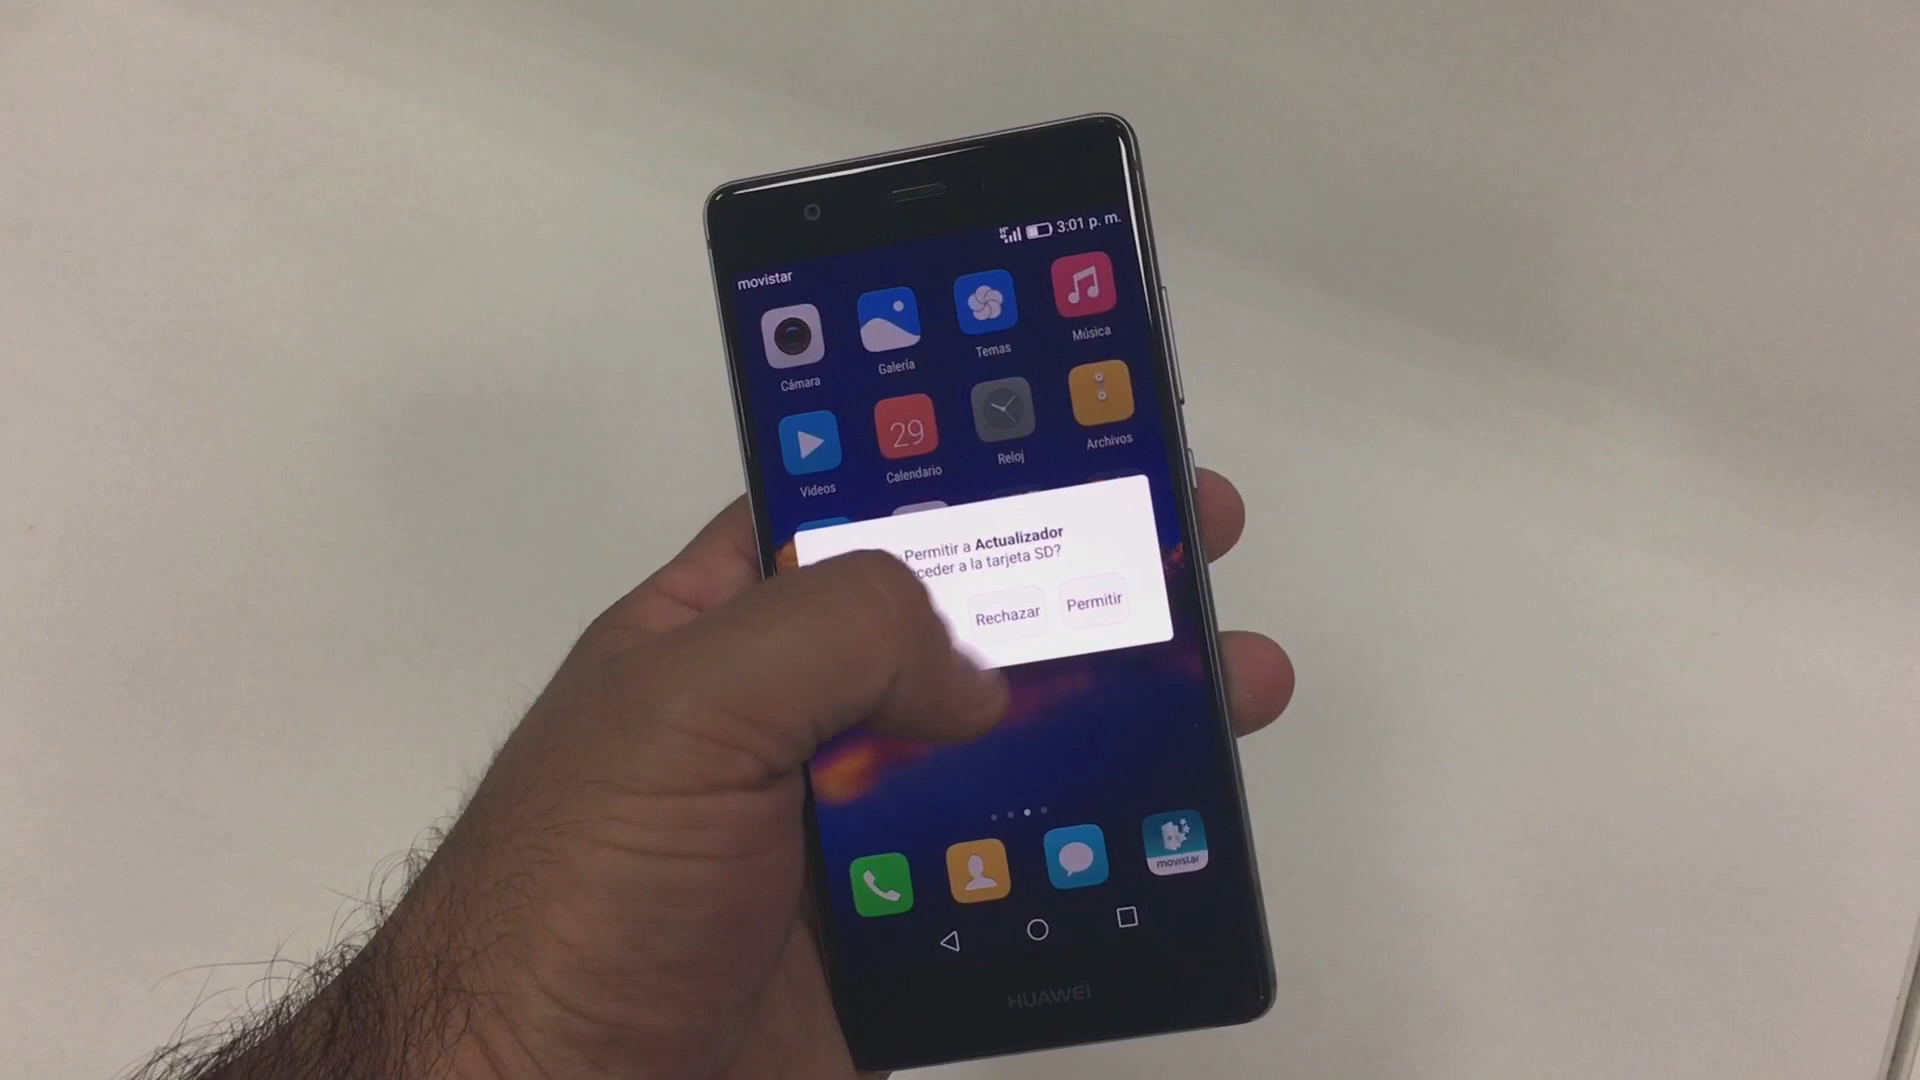 3:01 p. m.
movistar
Cámara
Galería
Temas
Música
Videos
29
Calendario
Reloj
Archivos
¿Permitir a Actualizador
ceder a la tarjeta SD?
Rechazar
Permitir
movistar
HUAWEI